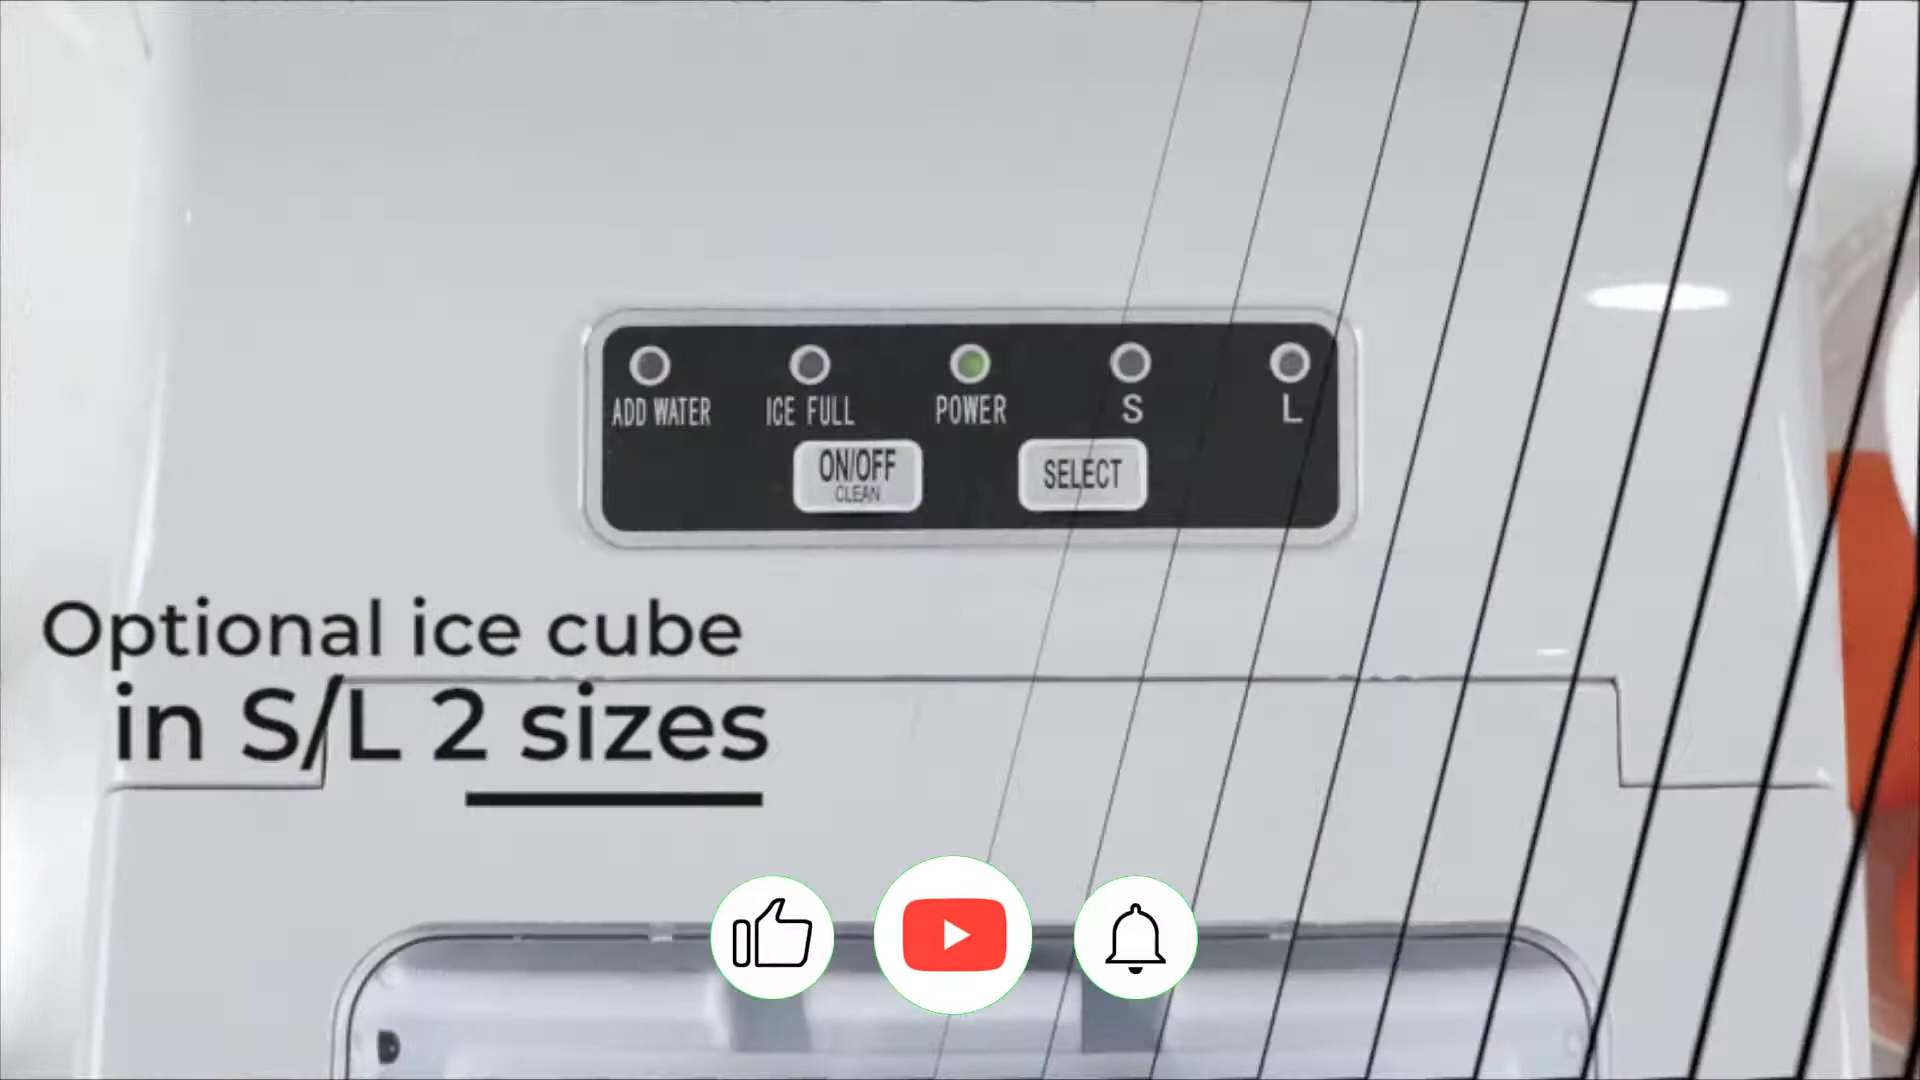 ADD WATER
ICE FULL
POWER
S
L
ON/OFF
CLEAN
SELECT
Optional ice cube
in S/L 2 sizes